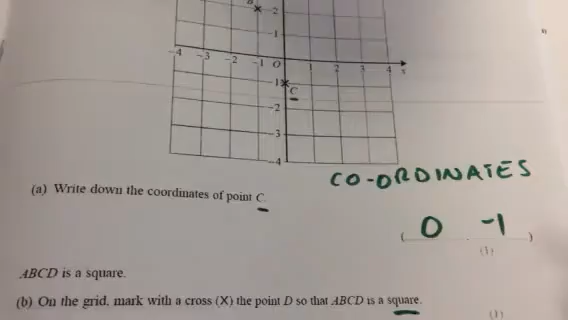 2
1
-4 -3 -2 -1 O 1 2 3 4 x
-1
C
-2
-3
-4
CO-ORDINATES
(a) Write down the coordinates of point C.
( 0 , -1 )
(1)
ABCD is a square.
(b) On the grid, mark with a cross (X) the point D so that ABCD is a square.
(1)